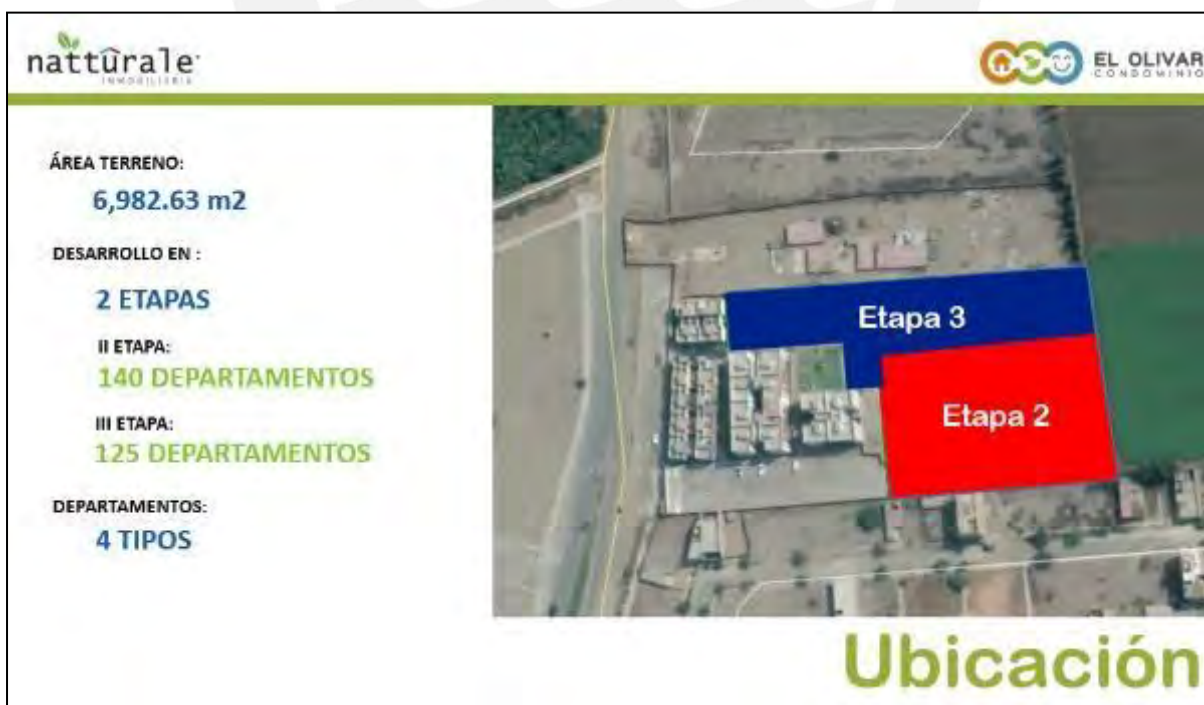 nattûrale
INMOBILIARIA
EL OLIVAR
CONDOMINIO
ÁREA TERRENO:
6,982.63 m2
DESARROLLO EN :
2 ETAPAS
II ETAPA:
140 DEPARTAMENTOS
III ETAPA:
125 DEPARTAMENTOS
DEPARTAMENTOS:
4 TIPOS
Etapa 3
Etapa 2
Ubicación